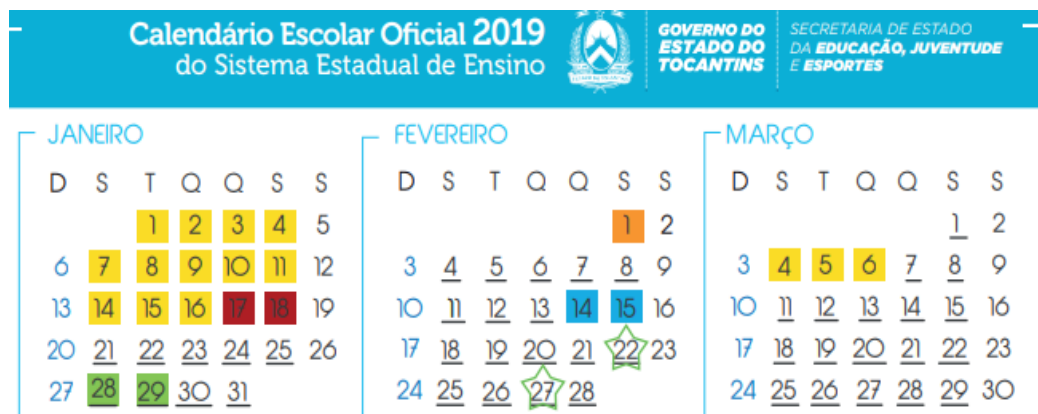 Calendário Escolar Oficial 2019
do Sistema Estadual de Ensino
GOVERNO DO
ESTADO DO
TOCANTINS
SECRETARIA DE ESTADO
DA EDUCAÇÃO, JUVENTUDE
E ESPORTES
JANEIRO
D S T Q Q S S
1 2 3 4 5
6 7 8 9 10 11 12
13 14 15 16 17 18 19
20 21 22 23 24 25 26
27 28 29 30 31
FEVEREIRO
D S T Q Q S S
1 2
3 4 5 6 7 8 9
10 11 12 13 14 15 16
17 18 19 20 21 22 23
24 25 26 27 28
MARÇO
D S T Q Q S S
1 2
3 4 5 6 7 8 9
10 11 12 13 14 15 16
17 18 19 20 21 22 23
24 25 26 27 28 29 30